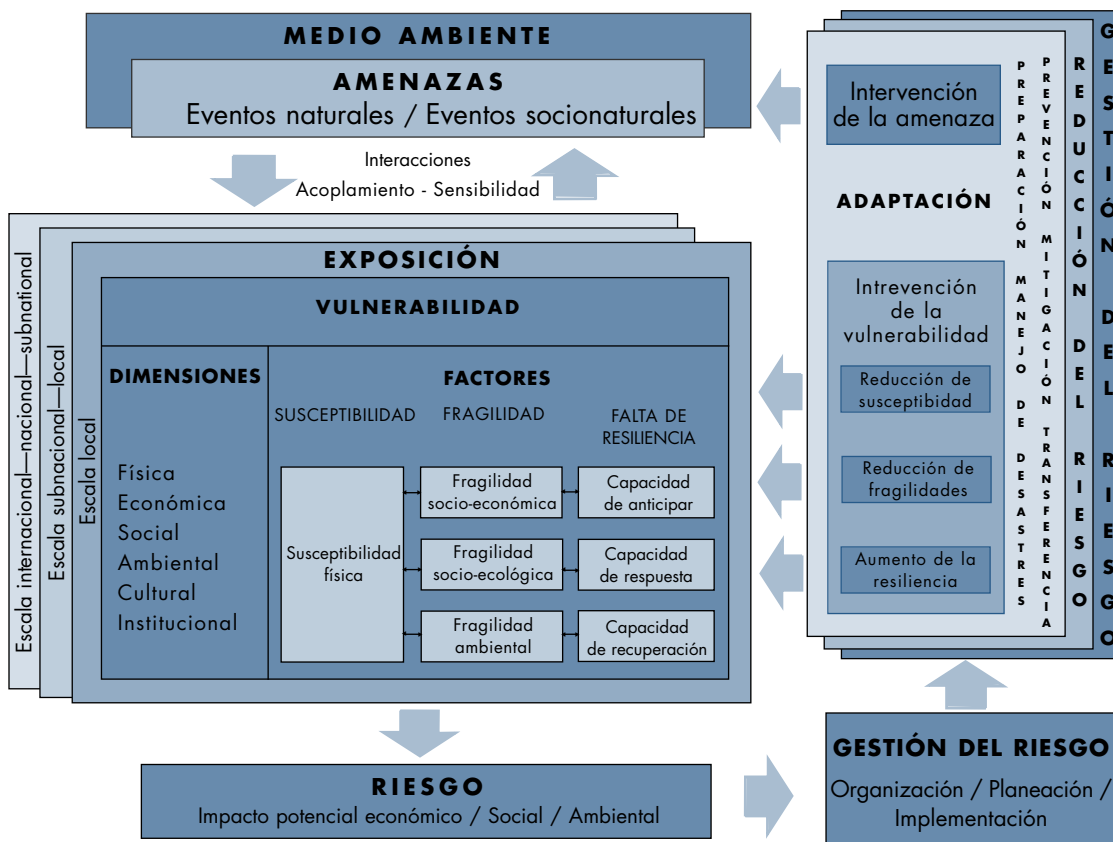 MEDIO AMBIENTE
AMENAZAS
Eventos naturales / Eventos socionaturales
Interacciones
Acoplamiento - Sensibilidad
Escala internacional—nacional—subnational
Escala subnacional—local
Escala local
EXPOSICIÓN
VULNERABILIDAD
DIMENSIONES
Física
Económica
Social
Ambiental
Cultural
Institucional
FACTORES
SUSCEPTIBILIDAD
FRAGILIDAD
FALTA DE
RESILIENCIA
Susceptibilidad
física
Fragilidad
socio-económica
Capacidad
de anticipar
Fragilidad
socio-ecológica
Capacidad
de respuesta
Fragilidad
ambiental
Capacidad
de recuperación
RIESGO
Impacto potencial económico / Social / Ambiental
GESTIÓN DEL RIESGO
Organización / Planeación /
Implementación
Intervención
de la amenaza
ADAPTACIÓN
Intrevención
de la
vulnerabilidad
Reducción de
susceptibidad
Reducción de
fragilidades
Aumento de la
resiliencia
PREPARACIÓN MANEJO DE DESASTRES
PREVENCIÓN MITIGACIÓN TRANSFERENCIA
REDUCCIÓN DEL RIESGO
GESTIÓN DEL RIESGO